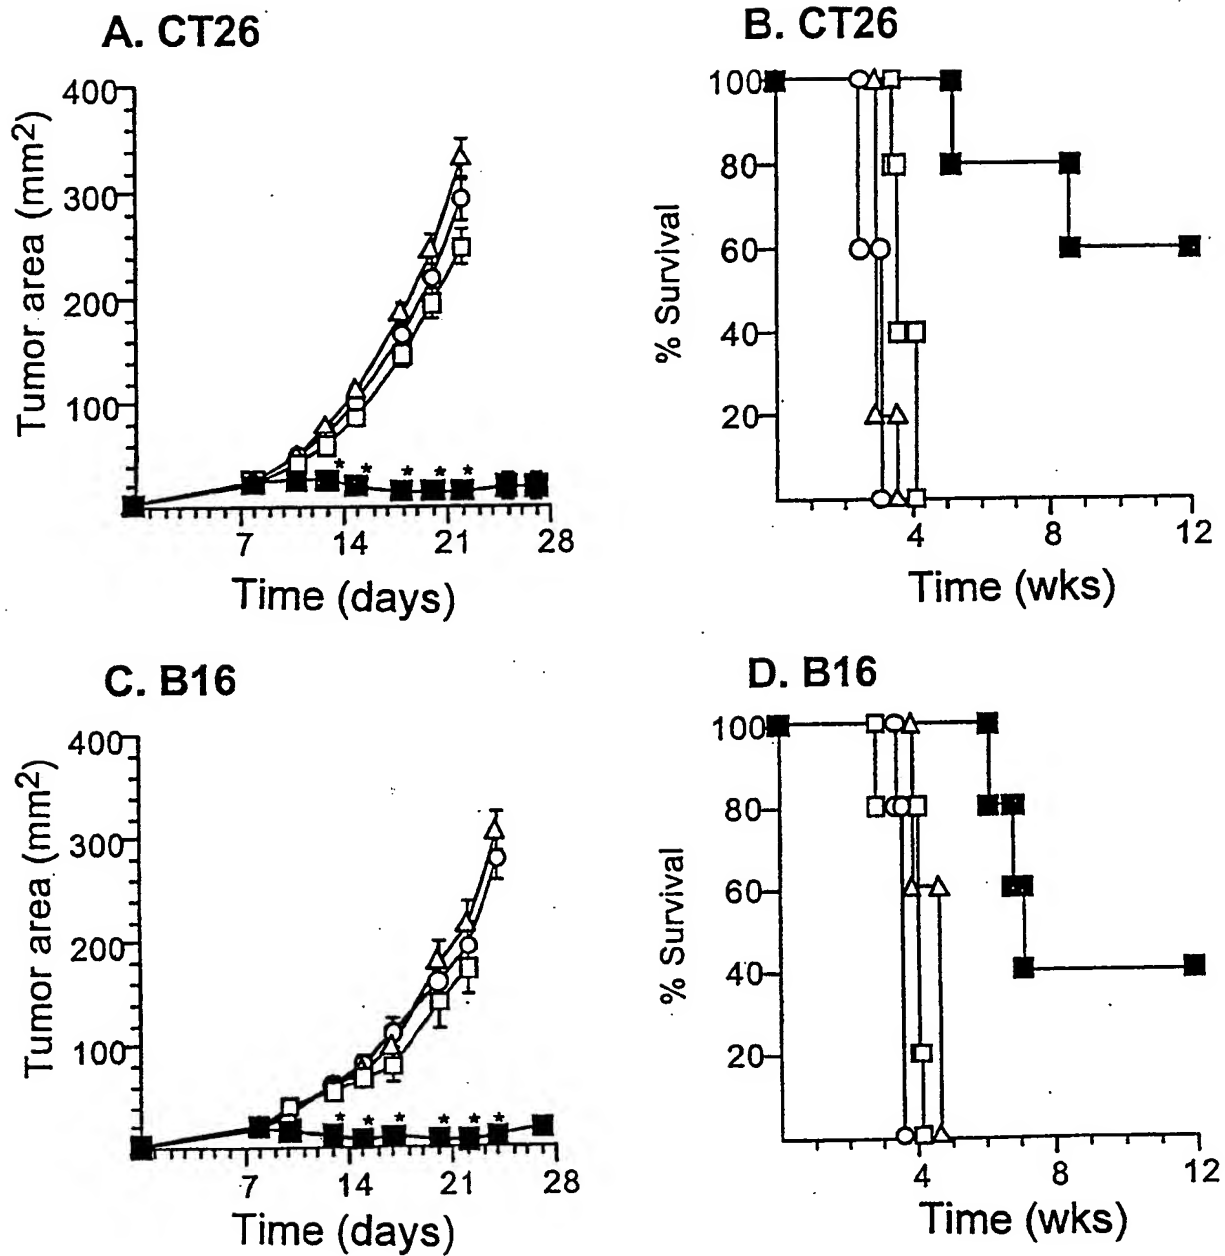 A. CT26
400
300
200
100
Tumor area (mm2)
* * * * *
7 14 21 28
Time (days)
B. CT26
100
80
60
40
20
% Survival
4 8 12
Time (wks)
C. B16
400
300
200
100
Tumor area (mm2)
* * * * * *
7 14 21 28
Time (days)
D. B16
100
80
60
40
20
% Survival
4 8 12
Time (wks)